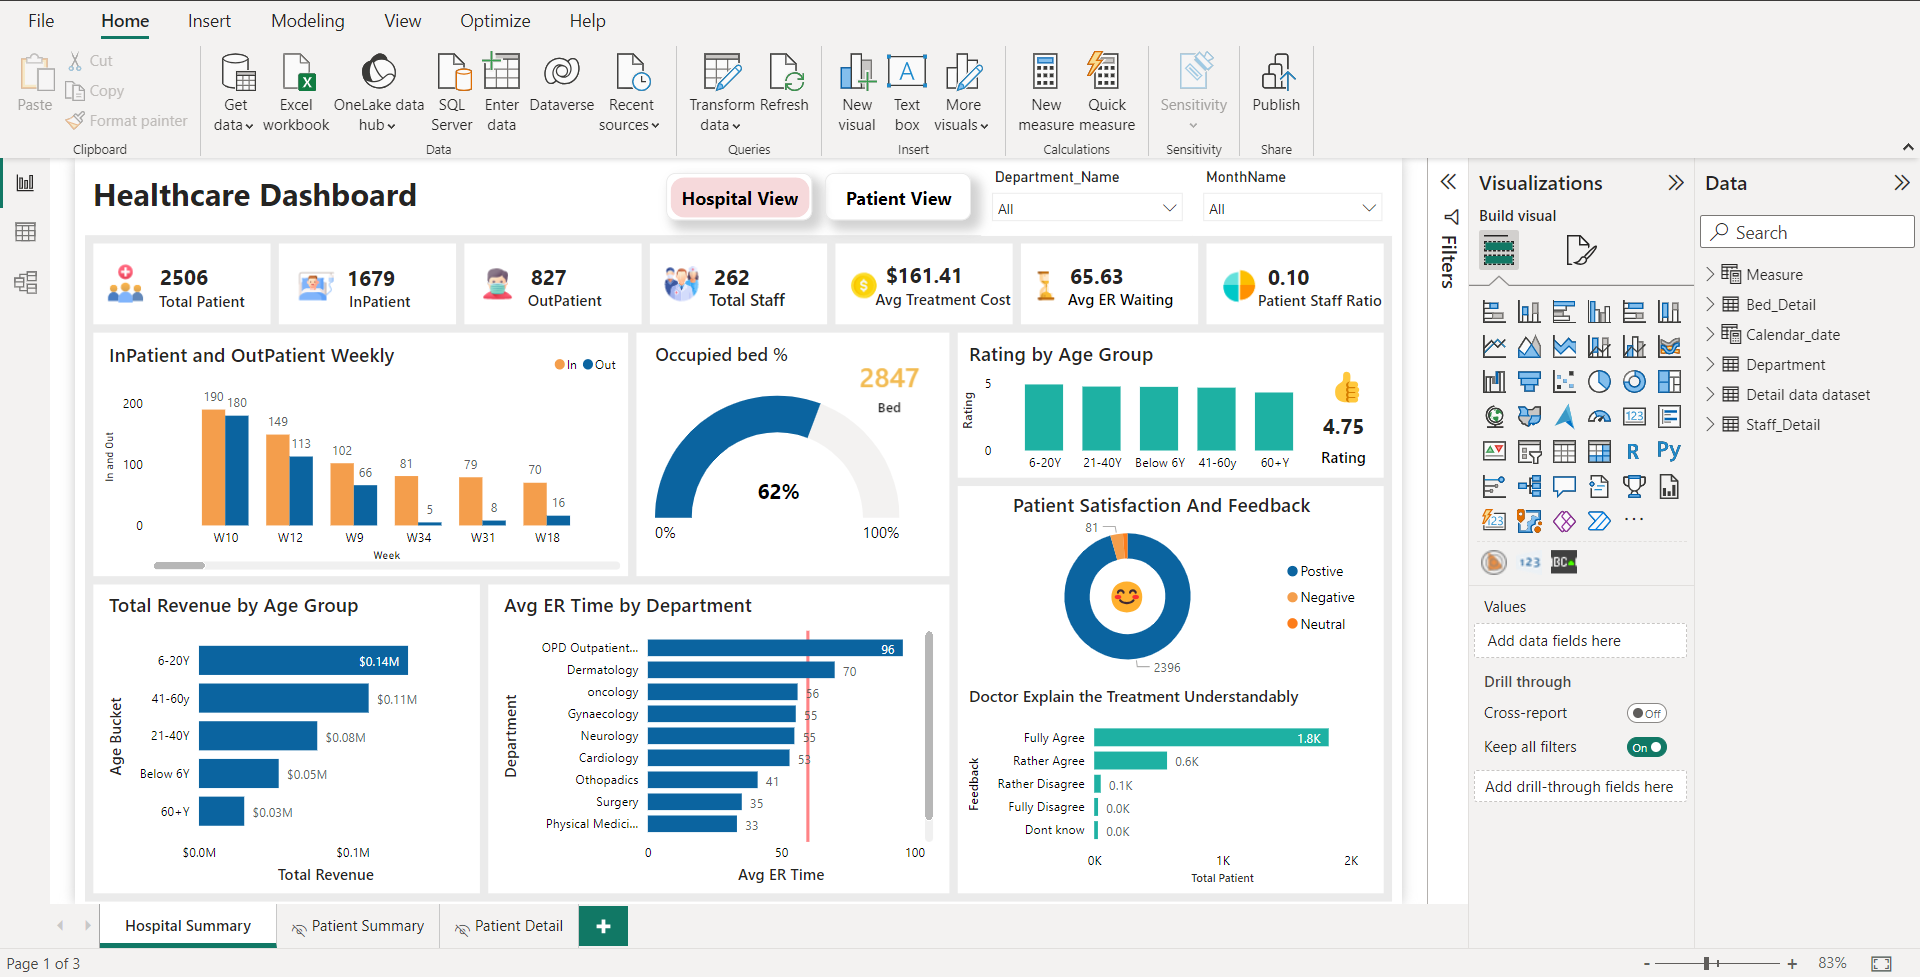 File Home Insert Modeling View Optimize Help
Paste
Cut
Copy
Format painter
Clipboard
Get data
Excel workbook
OneLake data hub
SQL Server
Enter data
Dataverse
Recent sources
Data
Transform data
Refresh
Queries
New visual
Text box
More visuals
Insert
New measure
Quick measure
Calculations
Sensitivity
Sensitivity
Publish
Share
Healthcare Dashboard
Hospital View
Patient View
Department_Name
All
MonthName
All
2506
Total Patient
1679
InPatient
827
OutPatient
262
Total Staff
$
$161.41
Avg Treatment Cost
65.63
Avg ER Waiting
0.10
Patient Staff Ratio
InPatient and OutPatient Weekly
In Out
In and Out
200
100
0
190 180
149 113
102 66
81 5
79 8
70 16
W10 W12 W9 W34 W31 W18
Week
Occupied bed %
2847
Bed
62%
0% 100%
Rating by Age Group
Rating
5
0
6-20Y 21-40Y Below 6Y 41-60y 60+Y
4.75
Rating
Patient Satisfaction And Feedback
81
2396
Postive
Negative
Neutral
Total Revenue by Age Group
Age Bucket
6-20Y $0.14M
41-60y $0.11M
21-40Y $0.08M
Below 6Y $0.05M
60+Y $0.03M
$0.0M $0.1M
Total Revenue
Avg ER Time by Department
Department
OPD Outpatient... 96
Dermatology 70
oncology 56
Gynaecology 55
Neurology 55
Cardiology 53
Othopadics 41
Surgery 35
Physical Medici... 33
0 50 100
Avg ER Time
Doctor Explain the Treatment Understandably
Feedback
Fully Agree 1.8K
Rather Agree 0.6K
Rather Disagree 0.1K
Fully Disagree 0.0K
Dont know 0.0K
0K 1K 2K
Total Patient
Filters
Visualizations
Build visual
123
R Py
123
...
123
Values
Add data fields here
Drill through
Cross-report Off
Keep all filters On
Add drill-through fields here
Data
Search
Measure
Bed_Detail
Calendar_date
Department
Detail data dataset
Staff_Detail
Hospital Summary
Patient Summary
Patient Detail
+
Page 1 of 3
- + 83%